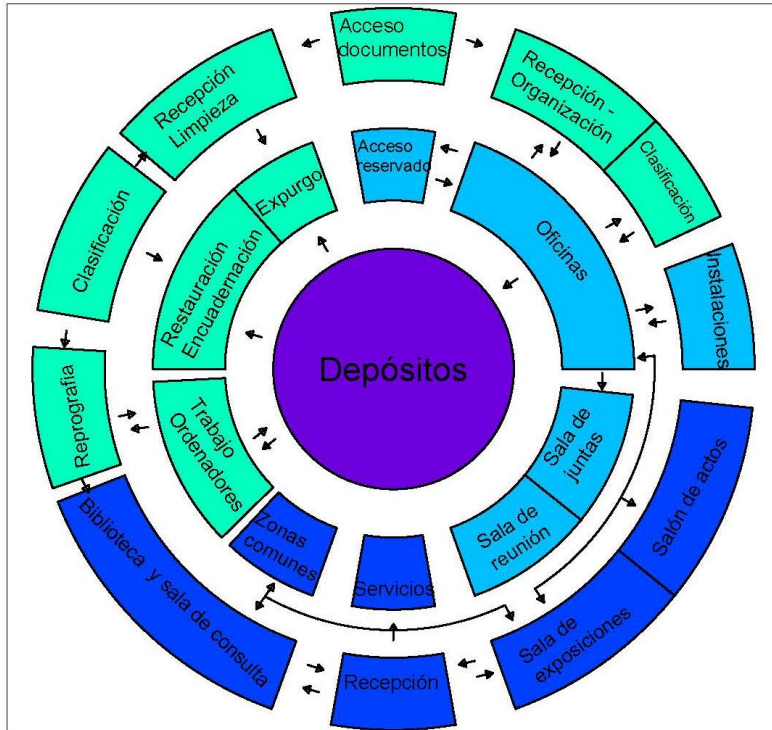 Acceso
documentos
Recepción
Limpieza
Recepción -
Organización
Clasificación
Acceso
reservado
Expurgo
Restauración
Encuadernación
Clasificación
Oficinas
Instalaciones
Depósitos
Reprografia
Trabajo
Ordenadores
Sala de
juntas
Sala de
reunión
Salón de actos
Zonas
comunes
Servicios
Biblioteca y sala de
consulta
Sala de
exposiciones
Recepción